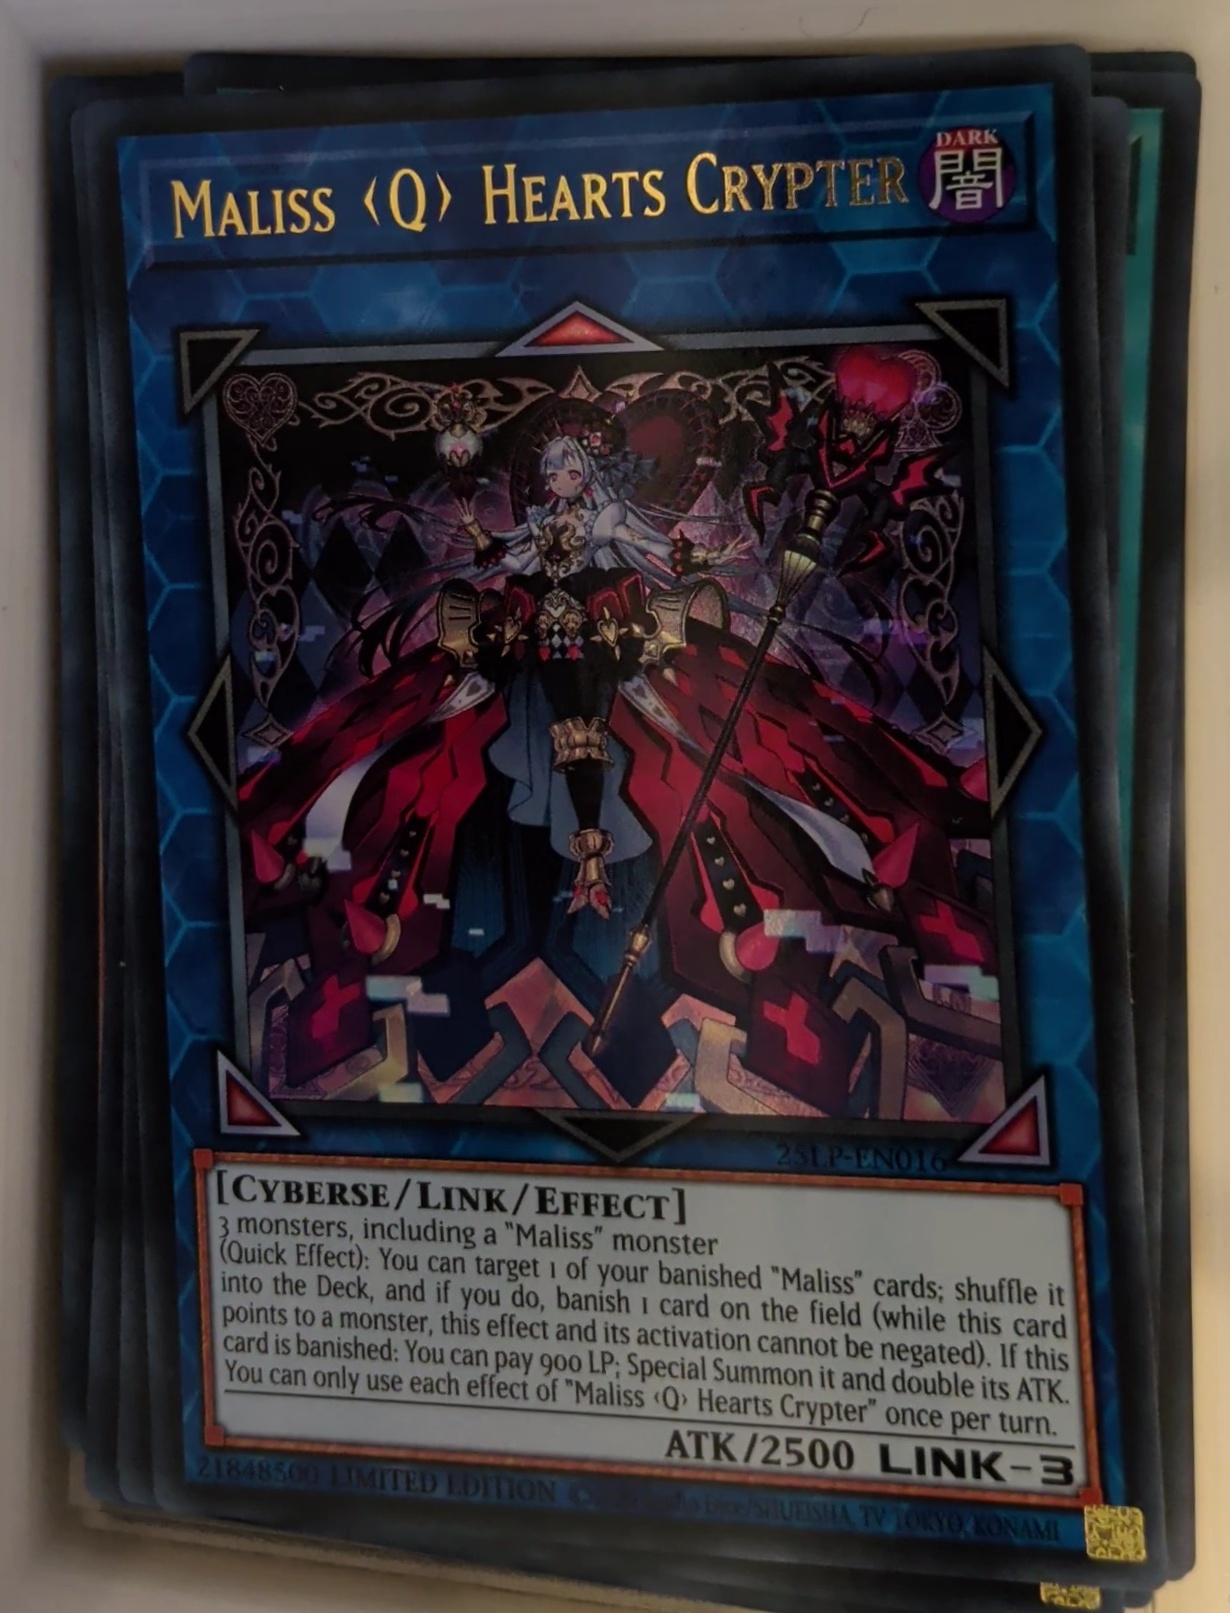 MALISS ‹Q› HEARTS CRYPTER
DARK
闇
25LP-EN016
[CYBERSE/LINK/EFFECT]
3 monsters, including a "Maliss" monster
(Quick Effect): You can target 1 of your banished "Maliss" cards; shuffle it
into the Deck, and if you do, banish 1 card on the field (while this card
points to a monster, this effect and its activation cannot be negated). If this
card is banished: You can pay 900 LP; Special Summon it and double its ATK.
You can only use each effect of "Maliss ‹Q› Hearts Crypter" once per turn.
ATK/2500 LINK-3
21848500 LIMITED EDITION © /SHUEISHA, TV TOKYO, KONAMI